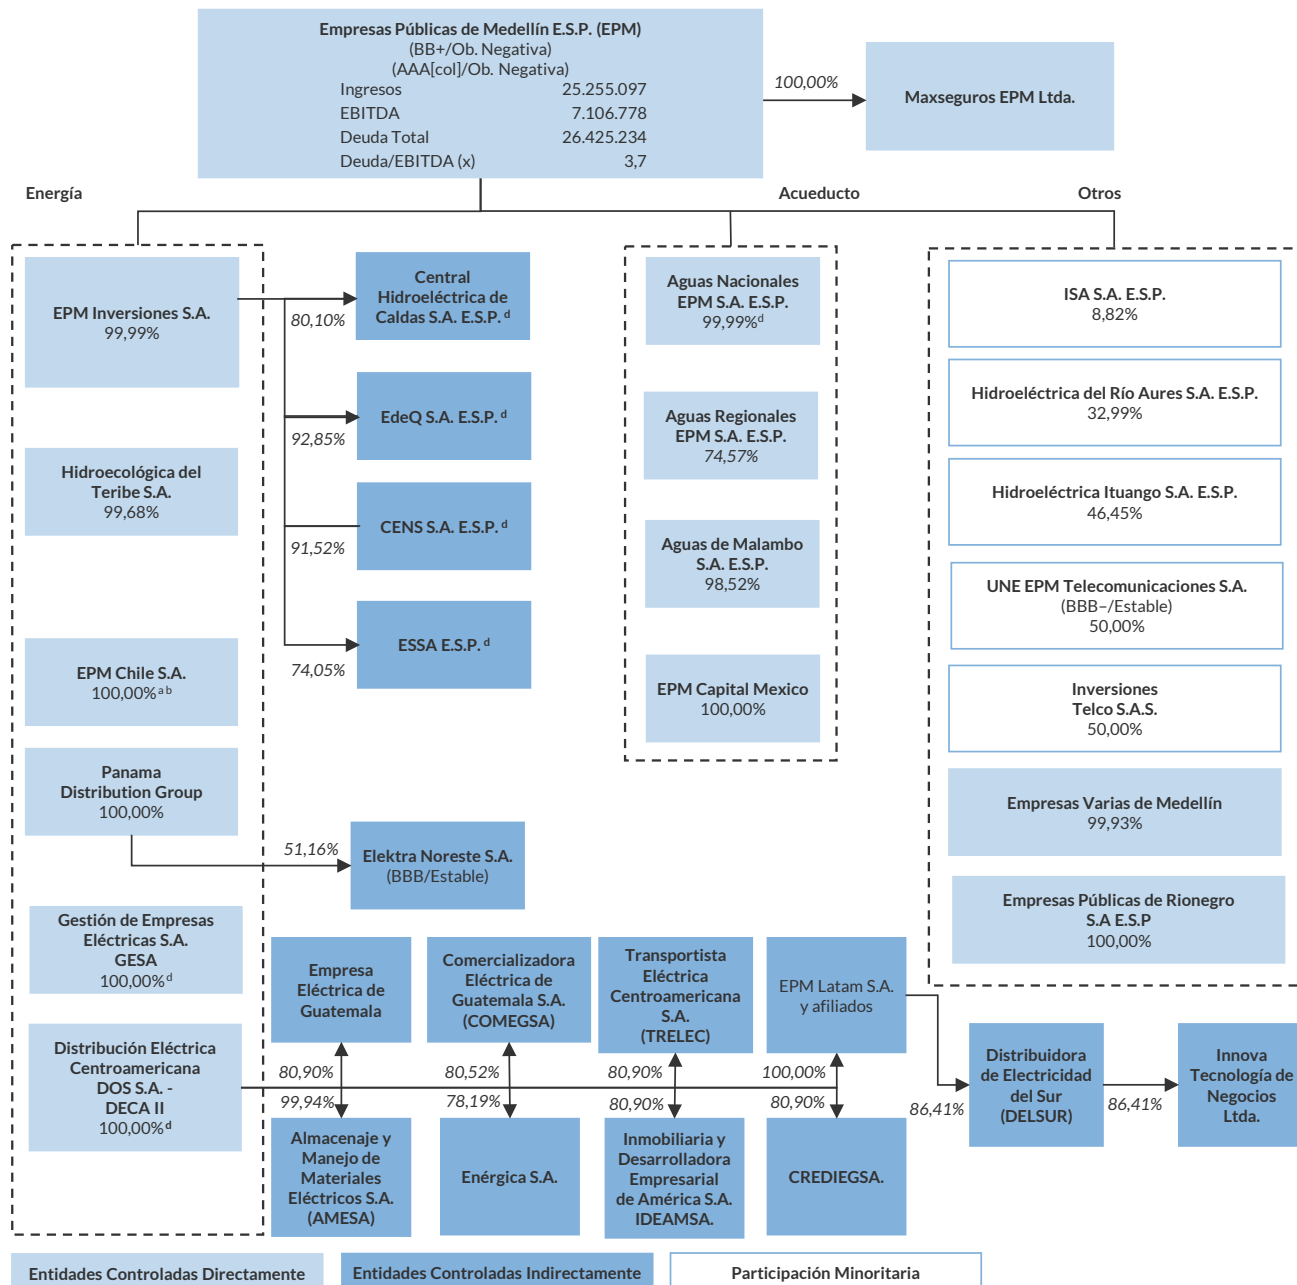 Empresas Públicas de Medellín E.S.P. (EPM)
(BB+/Ob. Negativa)
(AAA[col]/Ob. Negativa)
Ingresos 25.255.097
EBITDA 7.106.778
Deuda Total 26.425.234
Deuda/EBITDA (x) 3,7
100,00%
Maxseguros EPM Ltda.
Energía
Acueducto
Otros
EPM Inversiones S.A.
99,99%
Hidroecológica del
Teribe S.A.
99,68%
EPM Chile S.A.
100,00%ᵃᵇ
Panama
Distribution Group
100,00%
Gestión de Empresas
Eléctricas S.A.
GESA
100,00%ᵈ
Distribución Eléctrica
Centroamericana
DOS S.A. -
DECA II
100,00%ᵈ
80,10%
Central
Hidroeléctrica de
Caldas S.A. E.S.P. ᵈ
92,85%
EdeQ S.A. E.S.P. ᵈ
91,52%
CENS S.A. E.S.P. ᵈ
74,05%
ESSA E.S.P. ᵈ
51,16%
Elektra Noreste S.A.
(BBB/Estable)
Aguas Nacionales
EPM S.A. E.S.P.
99,99%ᵈ
Aguas Regionales
EPM S.A. E.S.P.
74,57%
Aguas de Malambo
S.A. E.S.P.
98,52%
EPM Capital Mexico
100,00%
ISA S.A. E.S.P.
8,82%
Hidroeléctrica del Río Aures S.A. E.S.P.
32,99%
Hidroeléctrica Ituango S.A. E.S.P.
46,45%
UNE EPM Telecomunicaciones S.A.
(BBB–/Estable)
50,00%
Inversiones
Telco S.A.S.
50,00%
Empresas Varias de Medellín
99,93%
Empresas Públicas de Rionegro
S.A E.S.P
100,00%
Empresa
Eléctrica de
Guatemala
Comercializadora
Eléctrica de
Guatemala S.A.
(COMEGSA)
Transportista
Eléctrica
Centroamericana
S.A.
(TRELEC)
EPM Latam S.A.
y afiliados
80,90%
80,52%
80,90%
100,00%
99,94%
78,19%
80,90%
80,90%
Almacenaje y
Manejo de
Materiales
Eléctricos S.A.
(AMESA)
Enérgica S.A.
Inmobiliaria y
Desarrolladora
Empresarial
de América S.A.
IDEAMSA.
CREDIEGSA.
86,41%
Distribuidora
de Electricidad
del Sur
(DELSUR)
86,41%
Innova
Tecnología de
Negocios
Ltda.
Entidades Controladas Directamente
Entidades Controladas Indirectamente
Participación Minoritaria